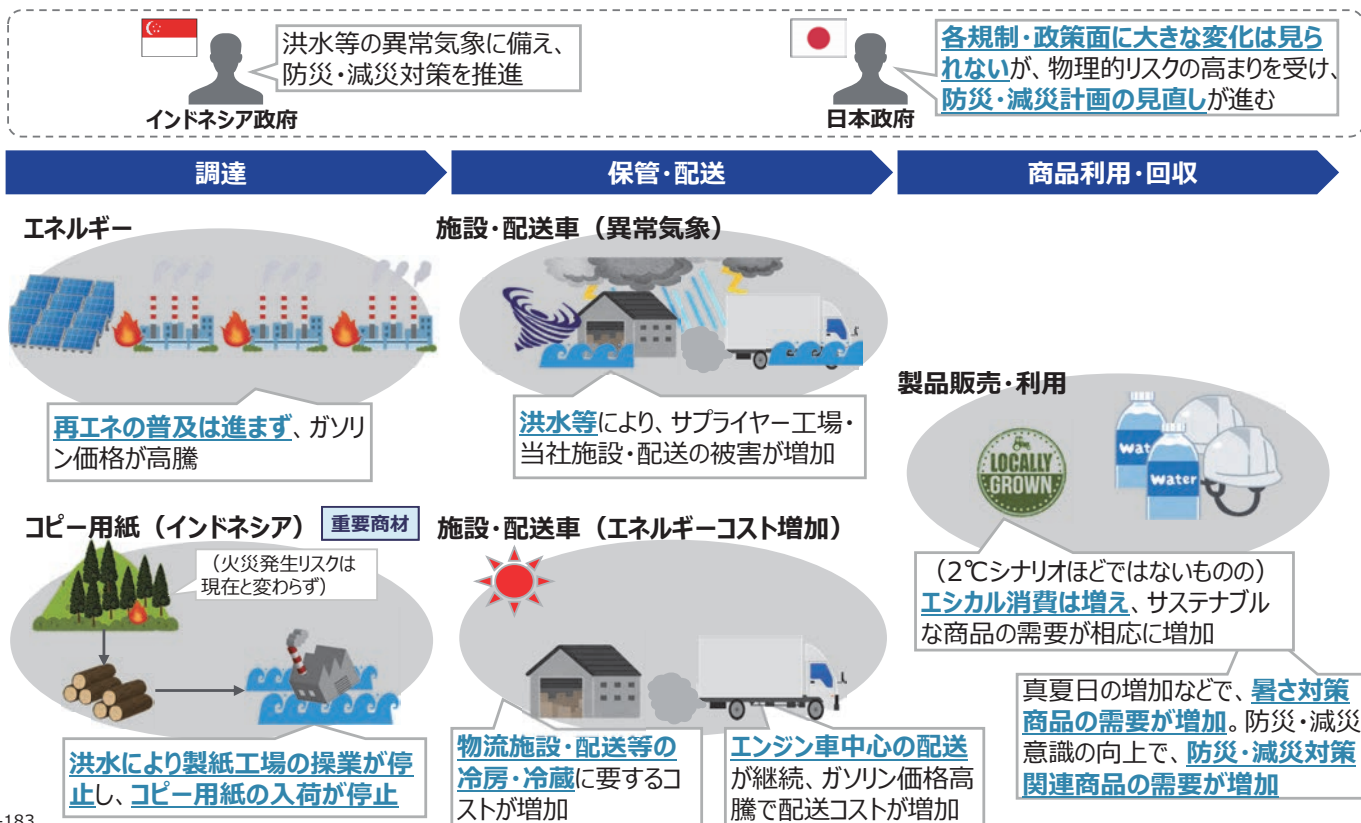 洪水等の異常気象に備え、
防災・減災対策を推進
インドネシア政府
各規制・政策面に大きな変化は見ら
れないが、物理的リスクの高まりを受け、
防災・減災計画の見直しが進む
日本政府
調達
保管・配送
商品利用・回収
エネルギー
再エネの普及は進まず、ガソリ
ン価格が高騰
コピー用紙（インドネシア）
重要商材
（火災発生リスクは
現在と変わらず）
洪水により製紙工場の操業が停
止し、コピー用紙の入荷が停止
施設・配送車（異常気象）
洪水等により、サプライヤー工場・
当社施設・配送の被害が増加
施設・配送車（エネルギーコスト増加）
物流施設・配送等の
冷房・冷蔵に要するコ
ストが増加
エンジン車中心の配送
が継続、ガソリン価格高
騰で配送コストが増加
製品販売・利用
LOCALLY
GROWN
Wat
Water
（2℃シナリオほどではないものの）
エシカル消費は増え、サステナブル
な商品の需要が相応に増加
真夏日の増加などで、暑さ対策
商品の需要が増加。防災・減災
意識の向上で、防災・減災対策
関連商品の需要が増加
-183